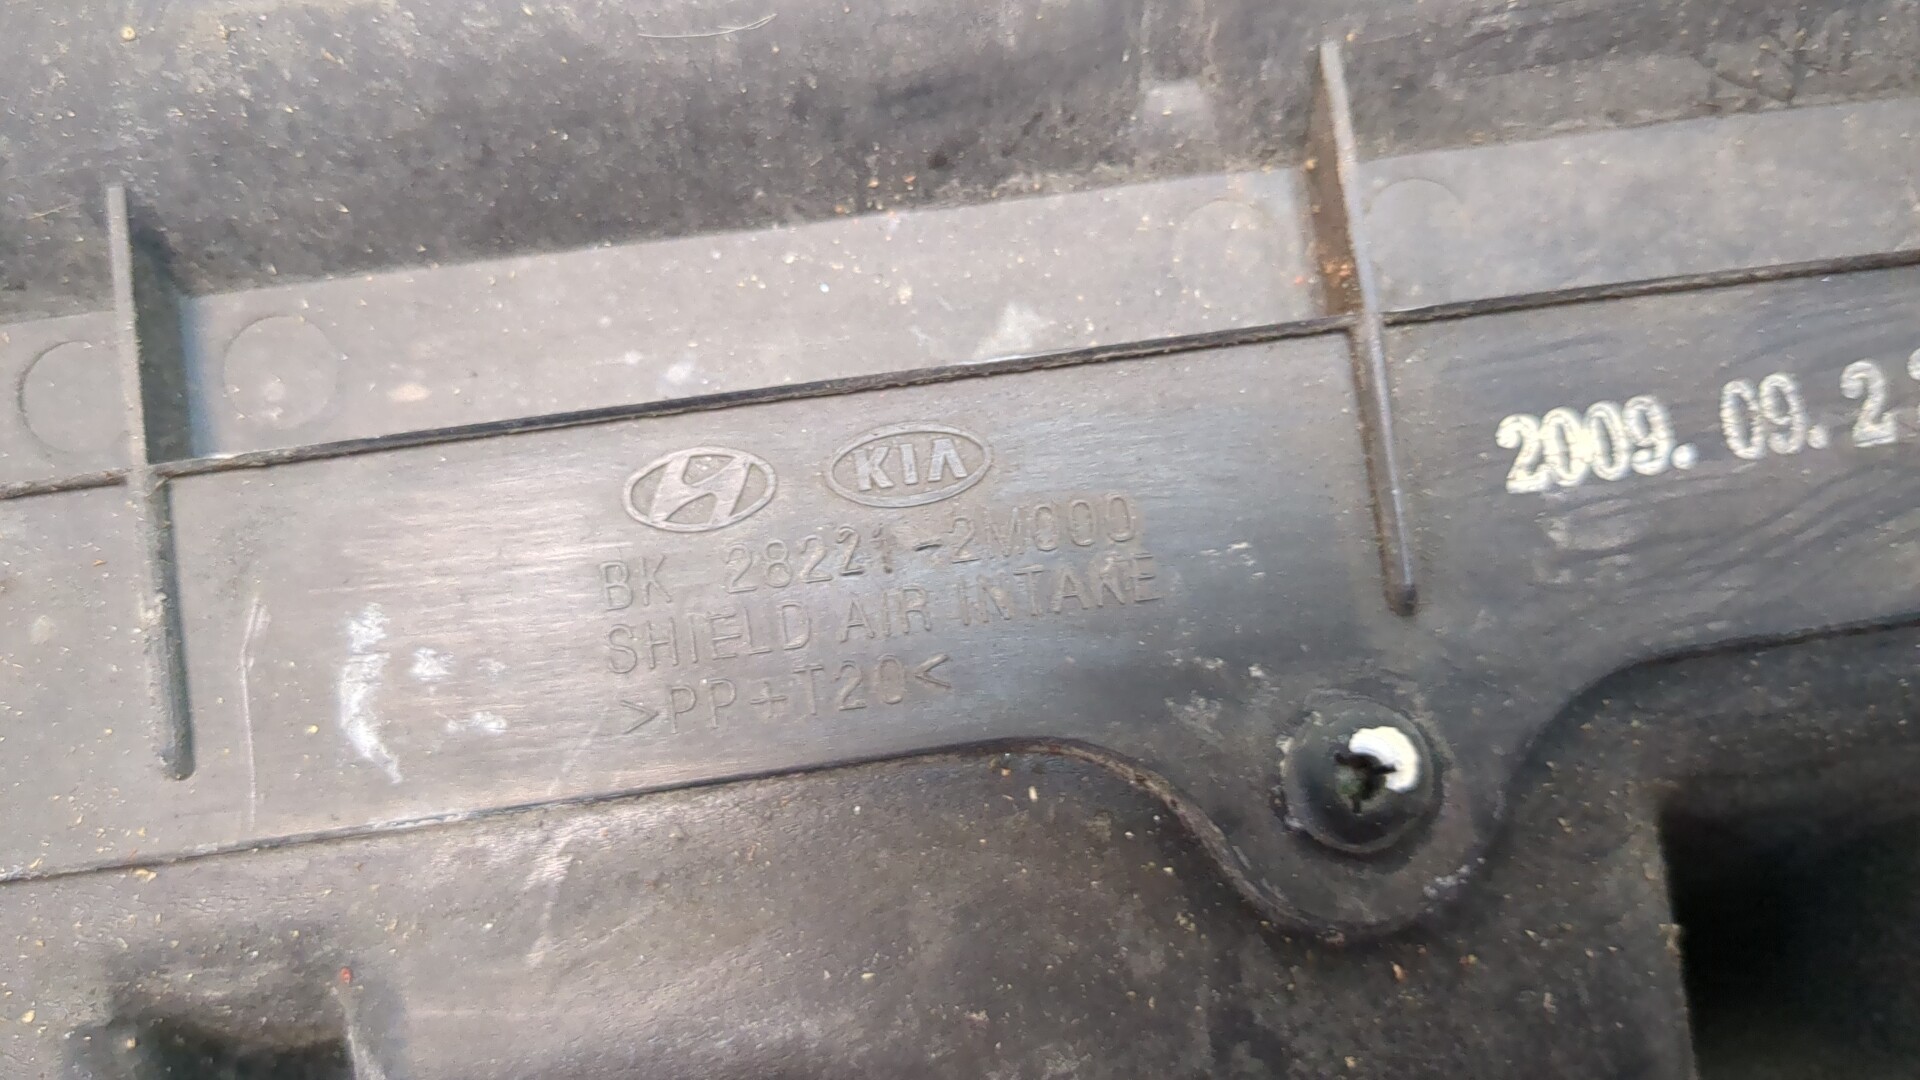 KIA
BK 28221-2M000
SHIELD AIR INTAKE
>PP+T20<
2009. 09. 2